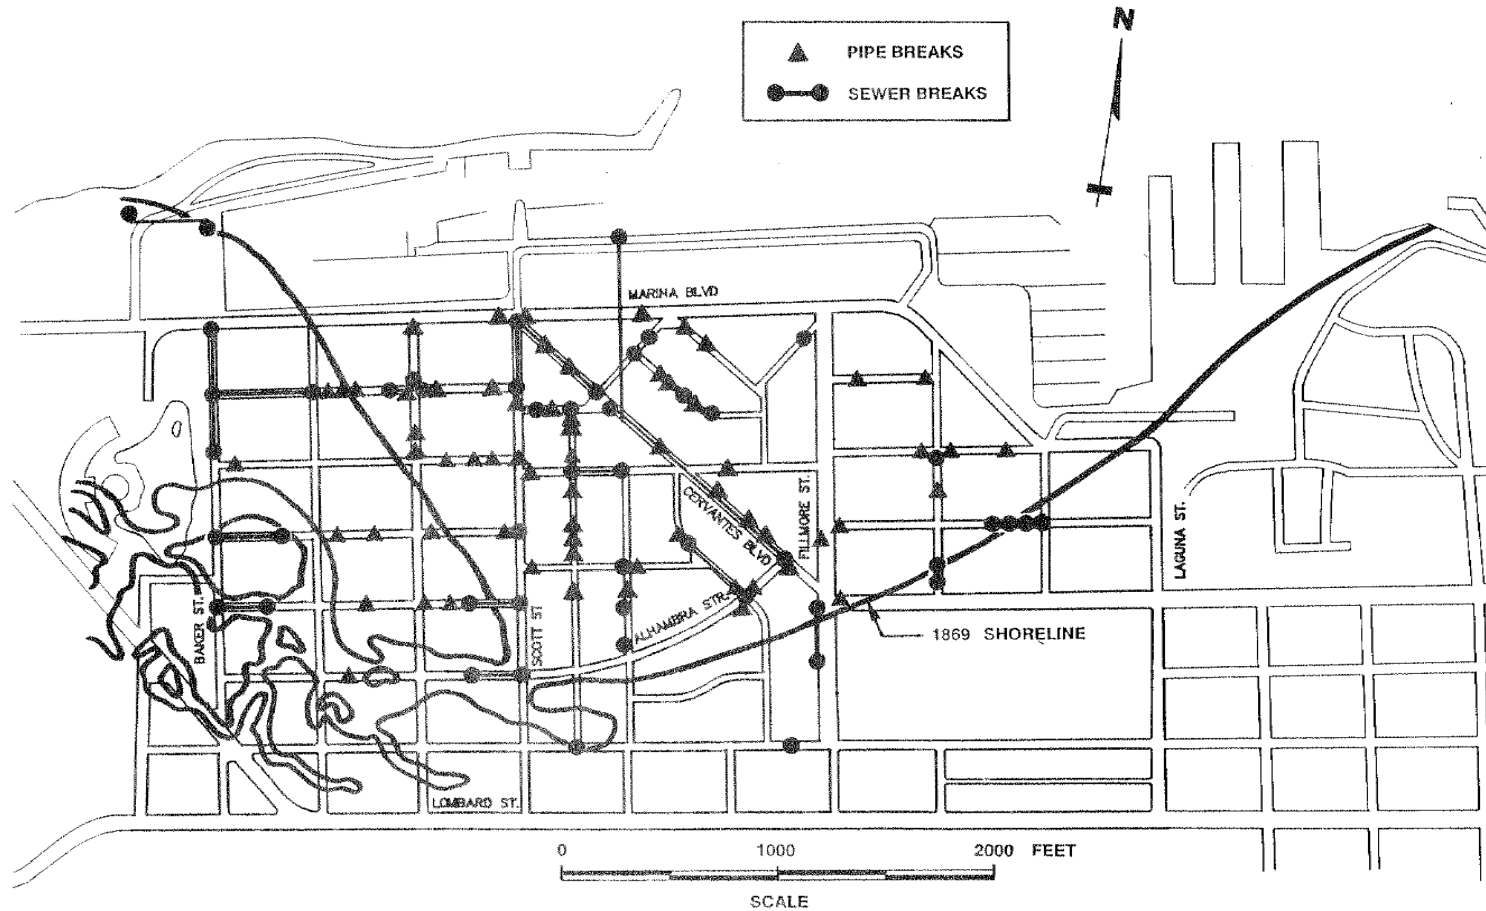 N
PIPE BREAKS
SEWER BREAKS
MARINA BLVD
CERVANTES BLVD
FILLMORE ST.
LAGUNA ST.
BAKER ST.
SCOTT ST
ALHAMBRA STR.
1869 SHORELINE
LOMBARD ST.
0 1000 2000 FEET
SCALE